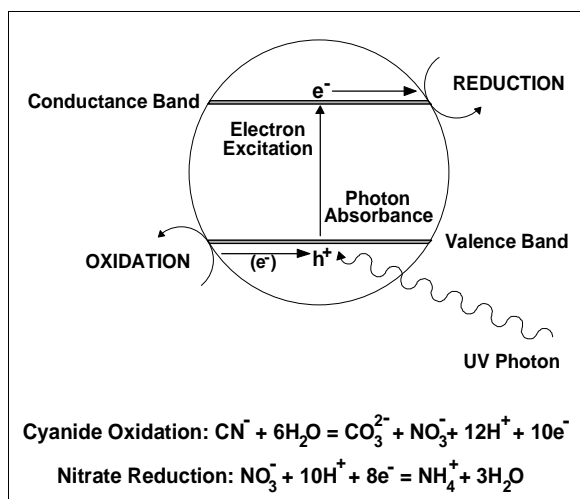 e⁻
REDUCTION
Conductance Band
Electron
Excitation
Photon
Absorbance
Valence Band
OXIDATION
(e⁻)
h⁺
UV Photon
Cyanide Oxidation: CN⁻ + 6H₂O = CO₃²⁻ + NO₃⁻ + 12H⁺ + 10e⁻
Nitrate Reduction: NO₃⁻ + 10H⁺ + 8e⁻ = NH₄⁺ + 3H₂O